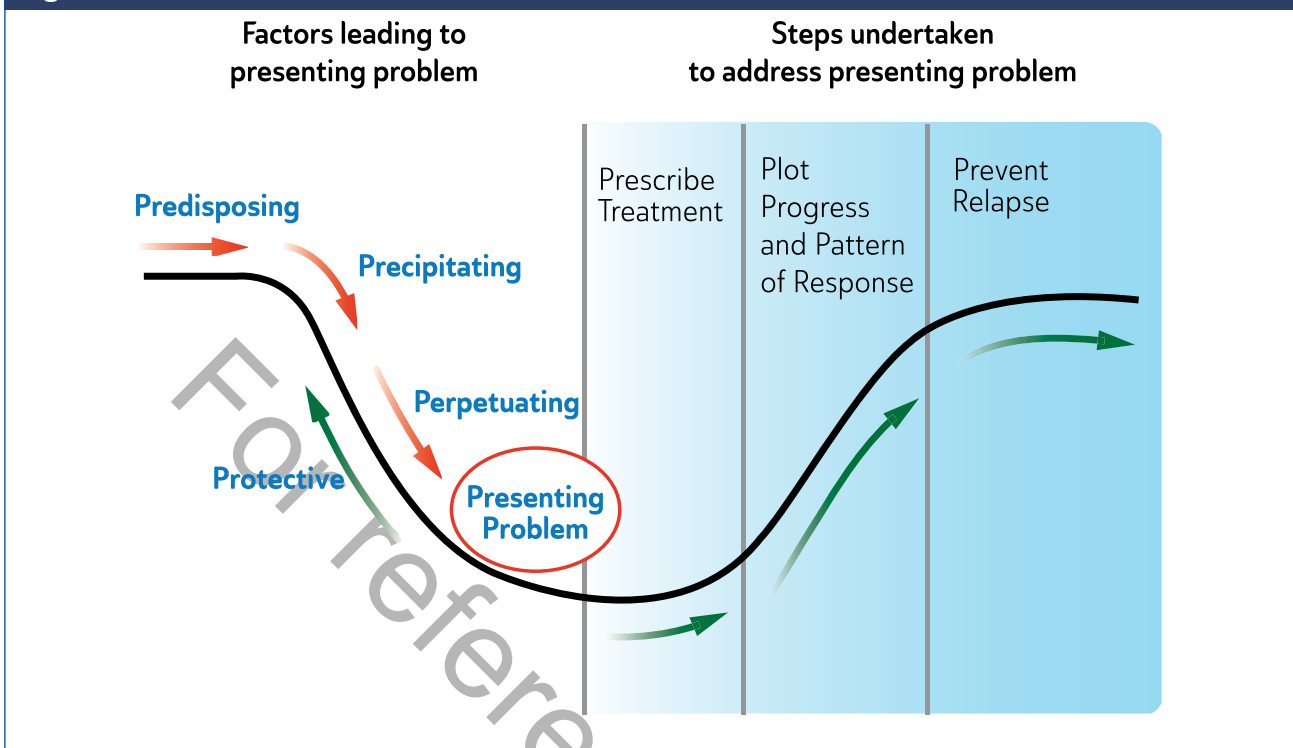 Factors leading to
presenting problem
Steps undertaken
to address presenting problem
Predisposing
Precipitating
Perpetuating
Protective
Presenting
Problem
Prescribe
Treatment
Plot
Progress
and Pattern
of Response
Prevent
Relapse
For refere